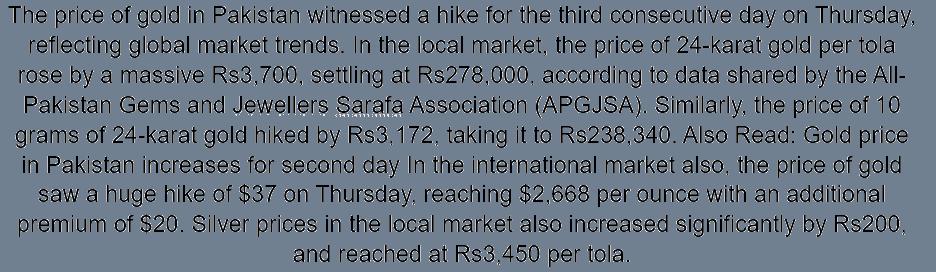 The price of gold in Pakistan witnessed a hike for the third consecutive day on Thursday,
reflecting global market trends. In the local market, the price of 24-karat gold per tola
rose by a massive Rs3,700, settling at Rs278,000, according to data shared by the All-
Pakistan Gems and Jewellers Sarafa Association (APGJSA). Similarly, the price of 10
grams of 24-karat gold hiked by Rs3,172, taking it to Rs238,340. Also Read: Gold price
in Pakistan increases for second day In the international market also, the price of gold
saw a huge hike of $37 on Thursday, reaching $2,668 per ounce with an additional
premium of $20. Silver prices in the local market also increased significantly by Rs200,
and reached at Rs3,450 per tola.